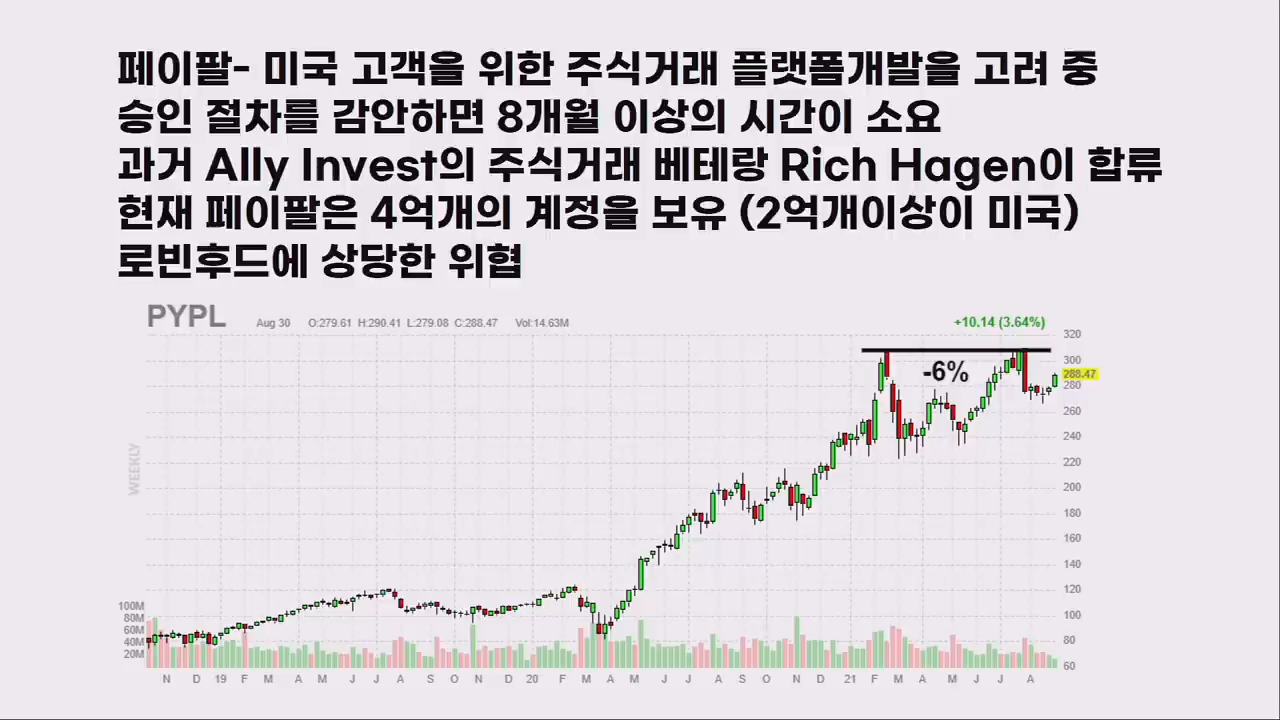 페이팔- 미국 고객을 위한 주식거래 플랫폼개발을 고려 중
승인 절차를 감안하면 8개월 이상의 시간이 소요
과거 Ally Invest의 주식거래 베테랑 Rich Hagen이 합류
현재 페이팔은 4억개의 계정을 보유 (2억개이상이 미국)
로빈후드에 상당한 위협
PYPL Aug 30 O:279.61 H:290.41 L:279.08 C:288.47 Vol:14.63M +10.14 (3.64%)
320
300
-6%
288.47
280
260
240
220
200
180
160
140
120
100
80
60
WEEKLY
100M
80M
60M
40M
20M
N D 19 F M A M J J A S O N D 20 F M A M J J A S O N D 21 F M A M J J A